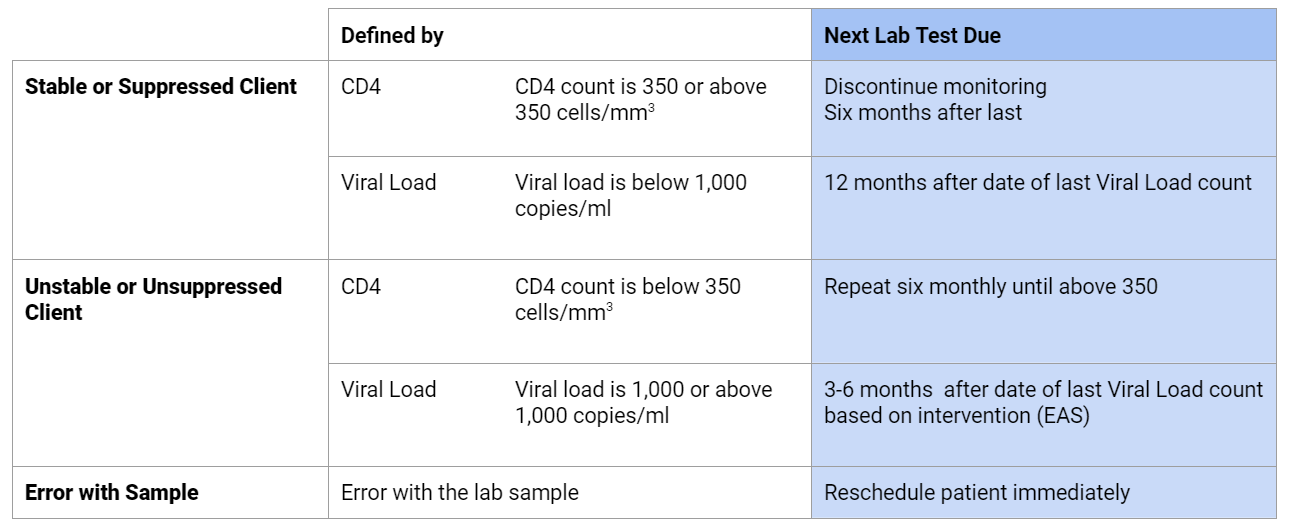 Defined by
Next Lab Test Due
Stable or Suppressed Client
CD4
CD4 count is 350 or above
350 cells/mm³
Discontinue monitoring
Six months after last
Viral Load
Viral load is below 1,000
copies/ml
12 months after date of last Viral Load count
Unstable or Unsuppressed
Client
CD4
CD4 count is below 350
cells/mm³
Repeat six monthly until above 350
Viral Load
Viral load is 1,000 or above
1,000 copies/ml
3-6 months  after date of last Viral Load count
based on intervention (EAS)
Error with Sample
Error with the lab sample
Reschedule patient immediately